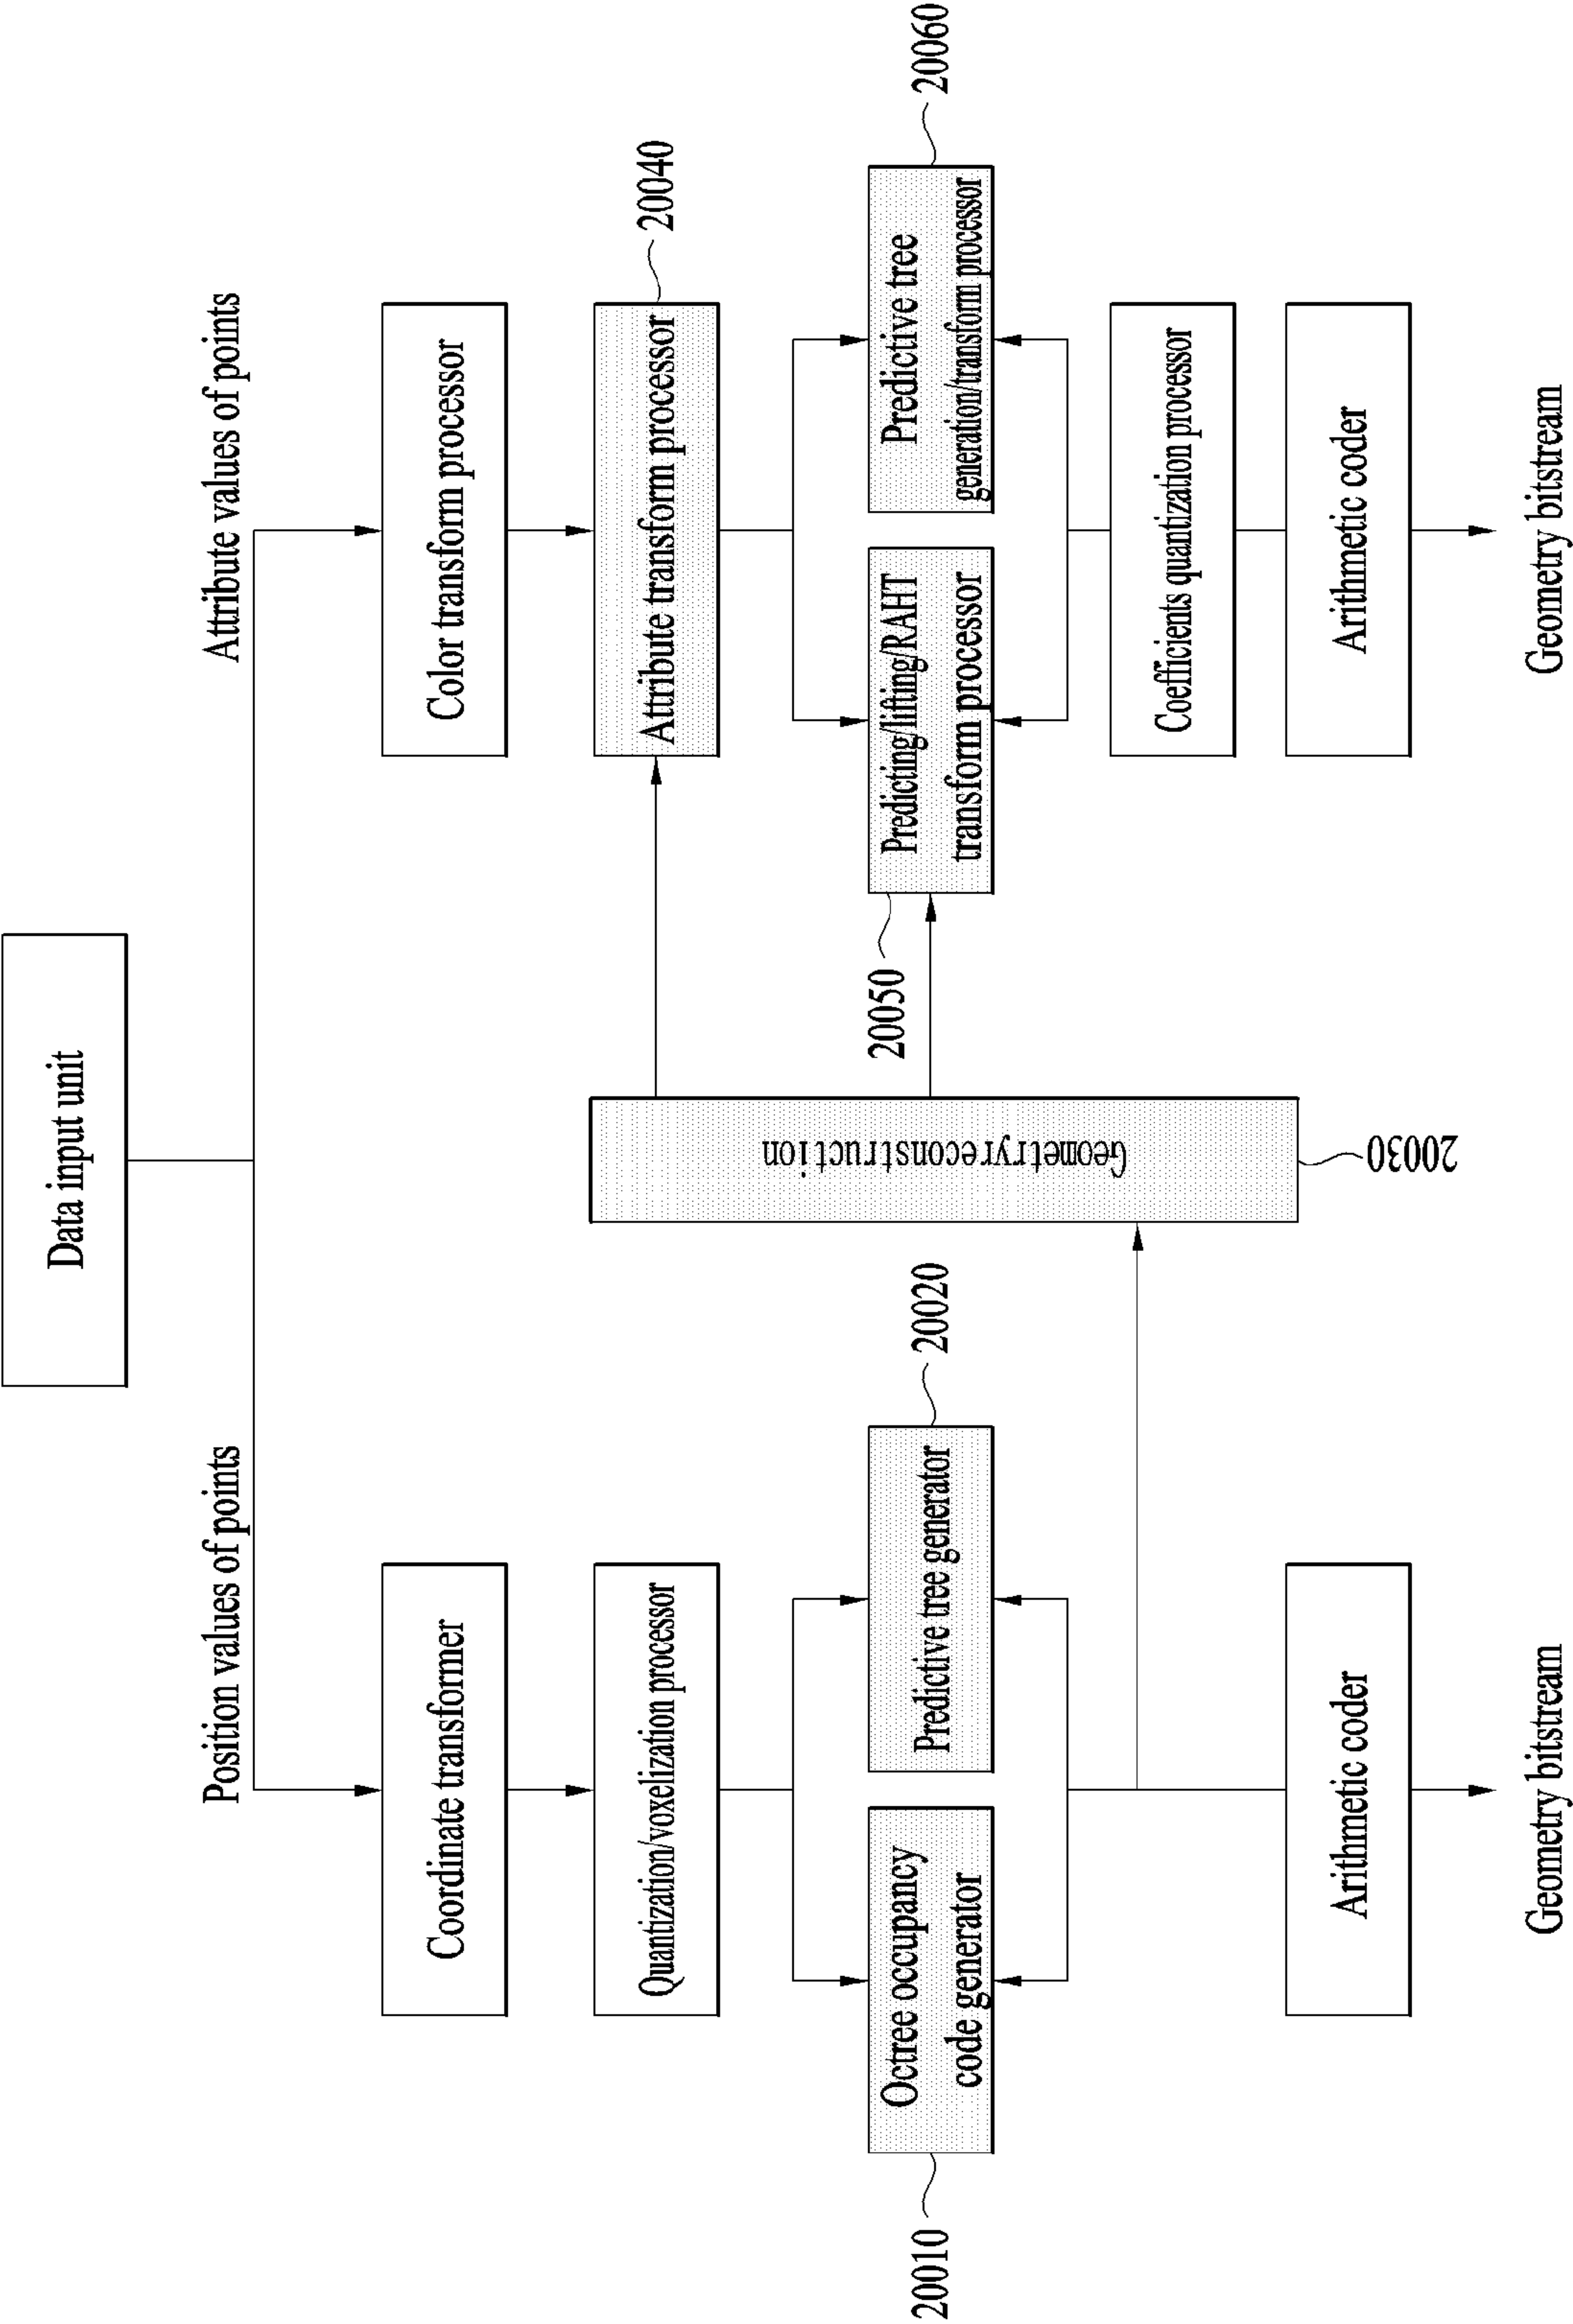 Data input unit
Position values of points
Attribute values of points
Coordinate transformer
Color transform processor
Quantization/voxelization processor
Attribute transform processor
20040
20010
Octree occupancy
code generator
Predictive tree generator
20020
Geometryreconstruction
20030
20050
Predicting/lifting/RAHT
transform processor
Predictive tree
generation/transform processor
20060
Coefficients quantization processor
Arithmetic coder
Arithmetic coder
Geometry bitstream
Geometry bitstream